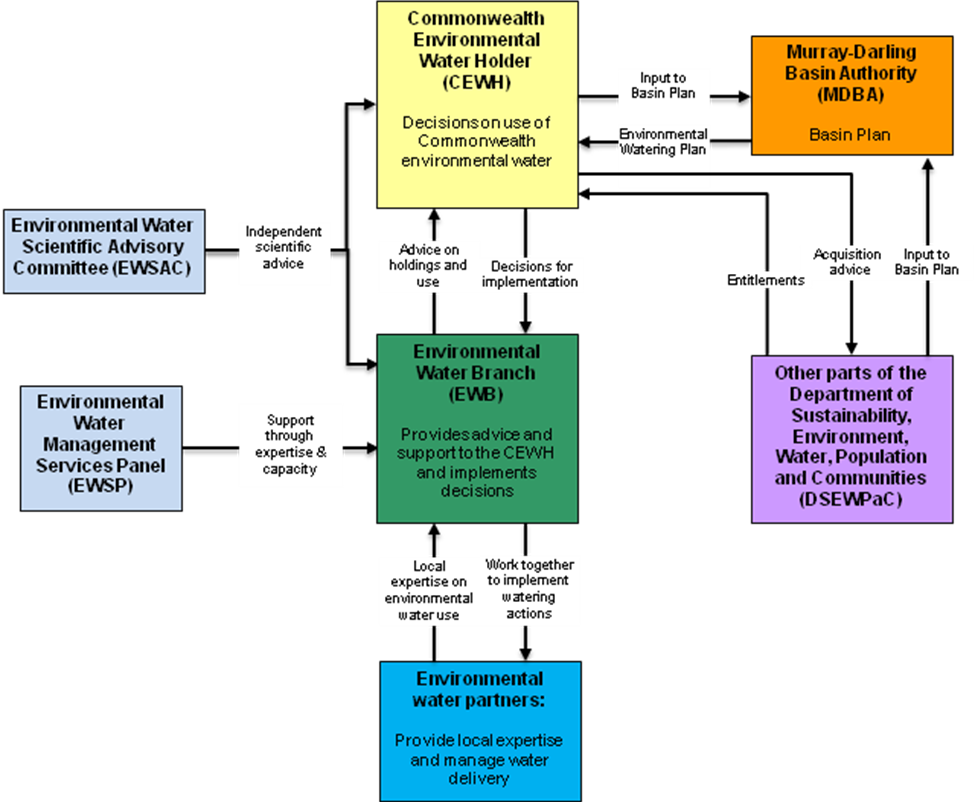 Commonwealth
Environmental
Water Holder
(CEWH)
Decisions on use of
Commonwealth
environmental water
Input to
Basin Plan
Environmental
Watering Plan
Murray-Darling
Basin Authority
(MDBA)
Basin Plan
Environmental Water
Scientific Advisory
Committee (EWSAC)
Independent
scientific
advice
Advice on
holdings and
use
Decisions for
implementation
Entitlements
Acquisition
advice
Input to
Basin Plan
Environmental
Water Branch
(EWB)
Provides advice and
support to the CEWH
and implements
decisions
Environmental
Water
Management
Services Panel
(EWSP)
Support
through
expertise &
capacity
Other parts of the
Department of
Sustainability,
Environment,
Water, Population
and Communities
(DSEWPaC)
Local
expertise on
environmental
water use
Work together
to implement
watering
actions
Environmental
water partners:
Provide local expertise
and manage water
delivery